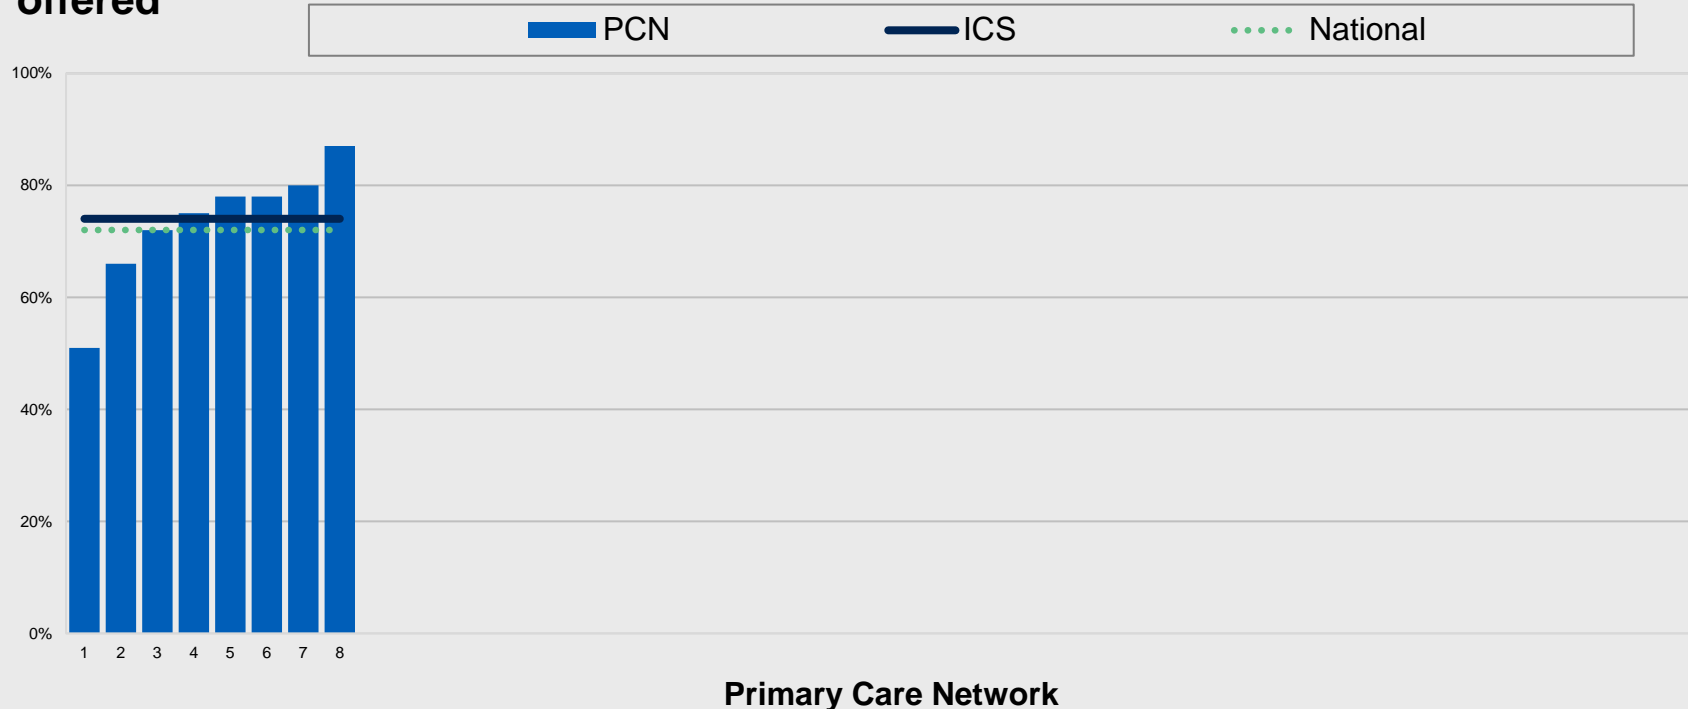 offered
PCN ICS National
100%
80%
60%
40%
20%
0%
1 2 3 4 5 6 7 8
Primary Care Network